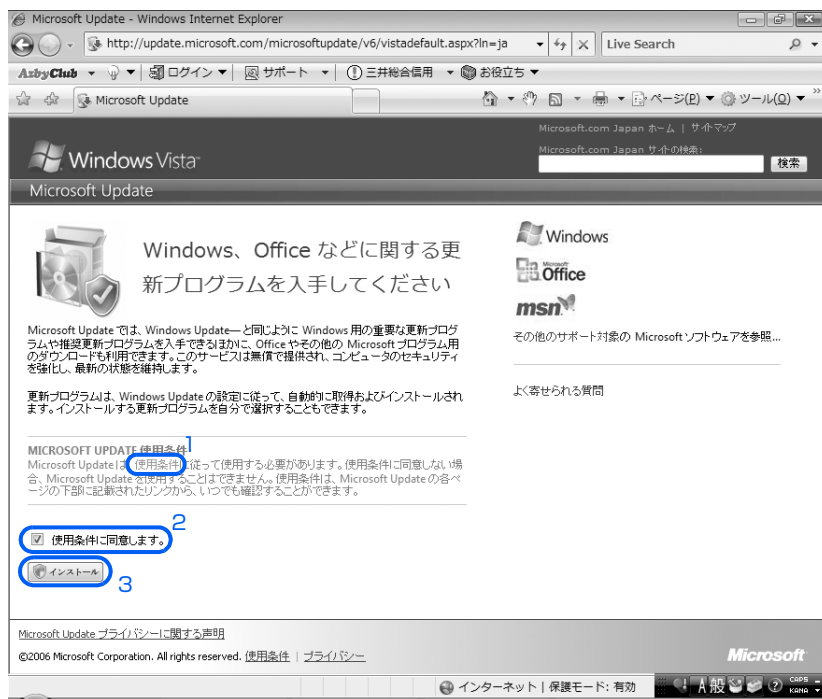 Microsoft Update - Windows Internet Explorer
http://update.microsoft.com/microsoftupdate/v6/vistadefault.aspx?ln=ja
Live Search
AzbyClub ログイン サポート 三井総合信用 お役立ち
Microsoft Update
ページ(P) ツール(O)
Microsoft.com Japan ホーム | サイトマップ
Microsoft.com Japan サイトの検索:
検索
Windows Vista
Microsoft Update
Windows、Office などに関する更
新プログラムを入手してください
Microsoft Update では、Windows Update— と同じように Windows 用の重要な更新プログ
ラムや推奨更新プログラムを入手できるほかに、Office やその他の Microsoft プログラム用
のダウンロードも利用できます。このサービスは無償で提供され、コンピュータのセキュリティ
を強化し、最新の状態を維持します。
更新プログラムは、Windows Update の設定に従って、自動的に取得およびインストールされ
ます。インストールする更新プログラムを自分で選択することもできます。
MICROSOFT UPDATE 使用条件
1
Microsoft Update は、使用条件に従って使用する必要があります。使用条件に同意しない場
合、Microsoft Update を使用することはできません。使用条件は、Microsoft Update の各ペ
ージの下部に記載されたリンクから、いつでも確認することができます。
2
使用条件に同意します。
インストール
3
Windows
Microsoft Office
msn
その他のサポート対象の Microsoft ソフトウェアを参照...
よく寄せられる質問
Microsoft Update プライバシーに関する声明
©2006 Microsoft Corporation. All rights reserved. 使用条件 | プライバシー
Microsoft
インターネット | 保護モード: 有効
A 般
CAPS
KANA